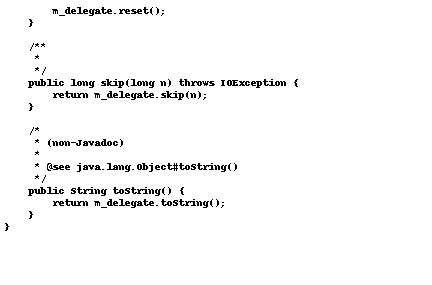 m_delegate.reset();
    }

    /**
     *
     */
    public long skip(long n) throws IOException {
        return m_delegate.skip(n);
    }

    /*
     * (non-Javadoc)
     *
     * @see java.lang.Object#toString()
     */
    public String toString() {
        return m_delegate.toString();
    }
}